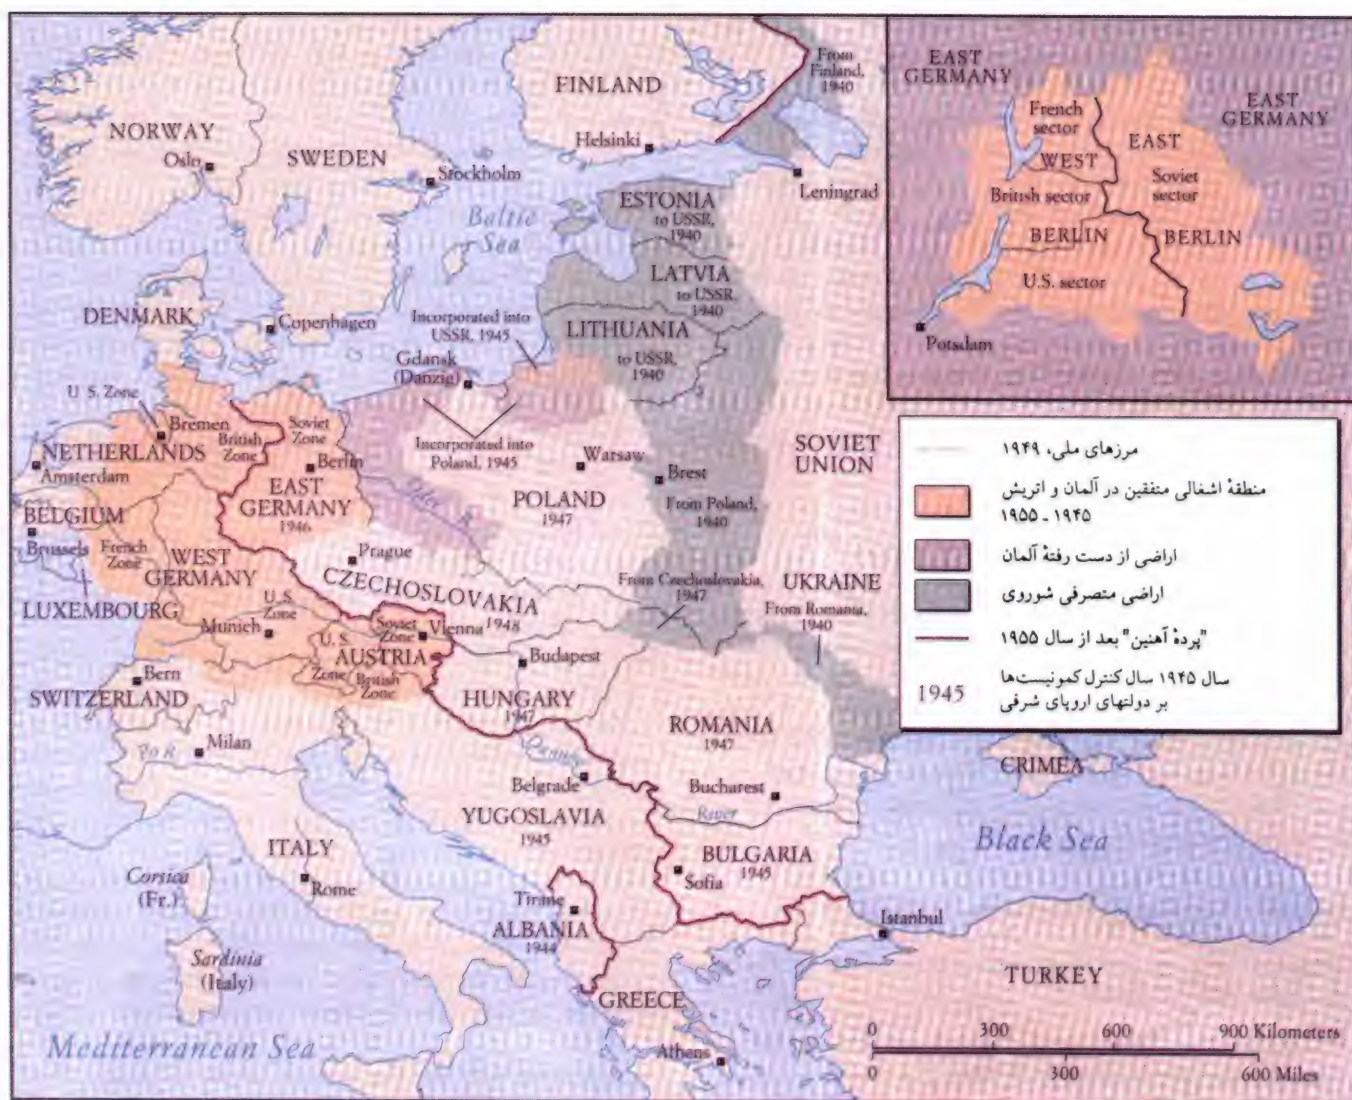 FINLAND
From
Finland,
1940
NORWAY
Oslo
SWEDEN
Stockholm
Helsinki
Leningrad
Baltic
Sea
ESTONIA
to USSR,
1940
LATVIA
to USSR,
1940
LITHUANIA
to USSR,
1940
DENMARK
Copenhagen
Incorporated into
USSR, 1945
Gdansk
(Danzig)
U S. Zone
Bremen
British
Zone
Soviet
Zone
NETHERLANDS
Amsterdam
Berlin
EAST
GERMANY
1946
Incorporated into
Poland, 1945
Oder R.
Warsaw
POLAND
1947
Brest
From Poland,
1940
SOVIET
UNION
BELGIUM
Brussels
French
Zone
WEST
GERMANY
LUXEMBOURG
Prague
CZECHOSLOVAKIA
1948
From Czechoslovakia,
1947
UKRAINE
From Romania,
1940
U.S.
Zone
Munich
Soviet
Zone
Vienna
U.S.
Zone
AUSTRIA
British
Zone
Bern
SWITZERLAND
Budapest
HUNGARY
1947
ROMANIA
1947
Milan
Po R.
Danube
Belgrade
Bucharest
River
CRIMEA
YUGOSLAVIA
1945
BULGARIA
1945
Sofia
Black Sea
ITALY
Rome
Corsica
(Fr.)
Sardinia
(Italy)
Tirane
ALBANIA
1944
GREECE
Athens
Istanbul
TURKEY
Mediterranean Sea
0 300 600 900 Kilometers
0 300 600 Miles
EAST
GERMANY
EAST
GERMANY
French
sector
WEST
EAST
British sector
Soviet
sector
BERLIN
BERLIN
U.S. sector
Potsdam
مرزهای ملی، ۱۹۴۹
منطقهٔ اشغالی متفقین در آلمان و اتریش
۱۹۴۵ ـ ۱۹۵۵
اراضی از دست رفتهٔ آلمان
اراضی متصرفی شوروی
"پردهٔ آهنین" بعد از سال ۱۹۵۵
1945
سال ۱۹۴۵ سال کنترل کمونیست‌ها
بر دولتهای اروپای شرفی